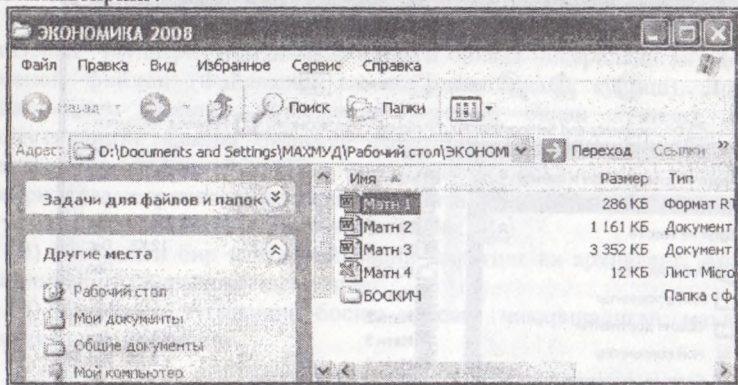 ЭКОНОМИКА 2008
Файл Правка Вид Избранное Сервис Справка
Назад Поиск Папки
Адрес: D:\Documents and Settings\МАХМУД\Рабочий стол\ЭКОНОМІ Переход Ссылки »
Имя Размер Тип
Задачи для файлов и папок
Матн 1 286 КБ Формат RT
Матн 2 1 161 КБ Документ
Матн 3 3 352 КБ Документ
Матн 4 12 КБ Лист Micro
БОСКИЧ Папка с ф
Другие места
Рабочий стол
Мои документы
Общие документы
Мой компьютер